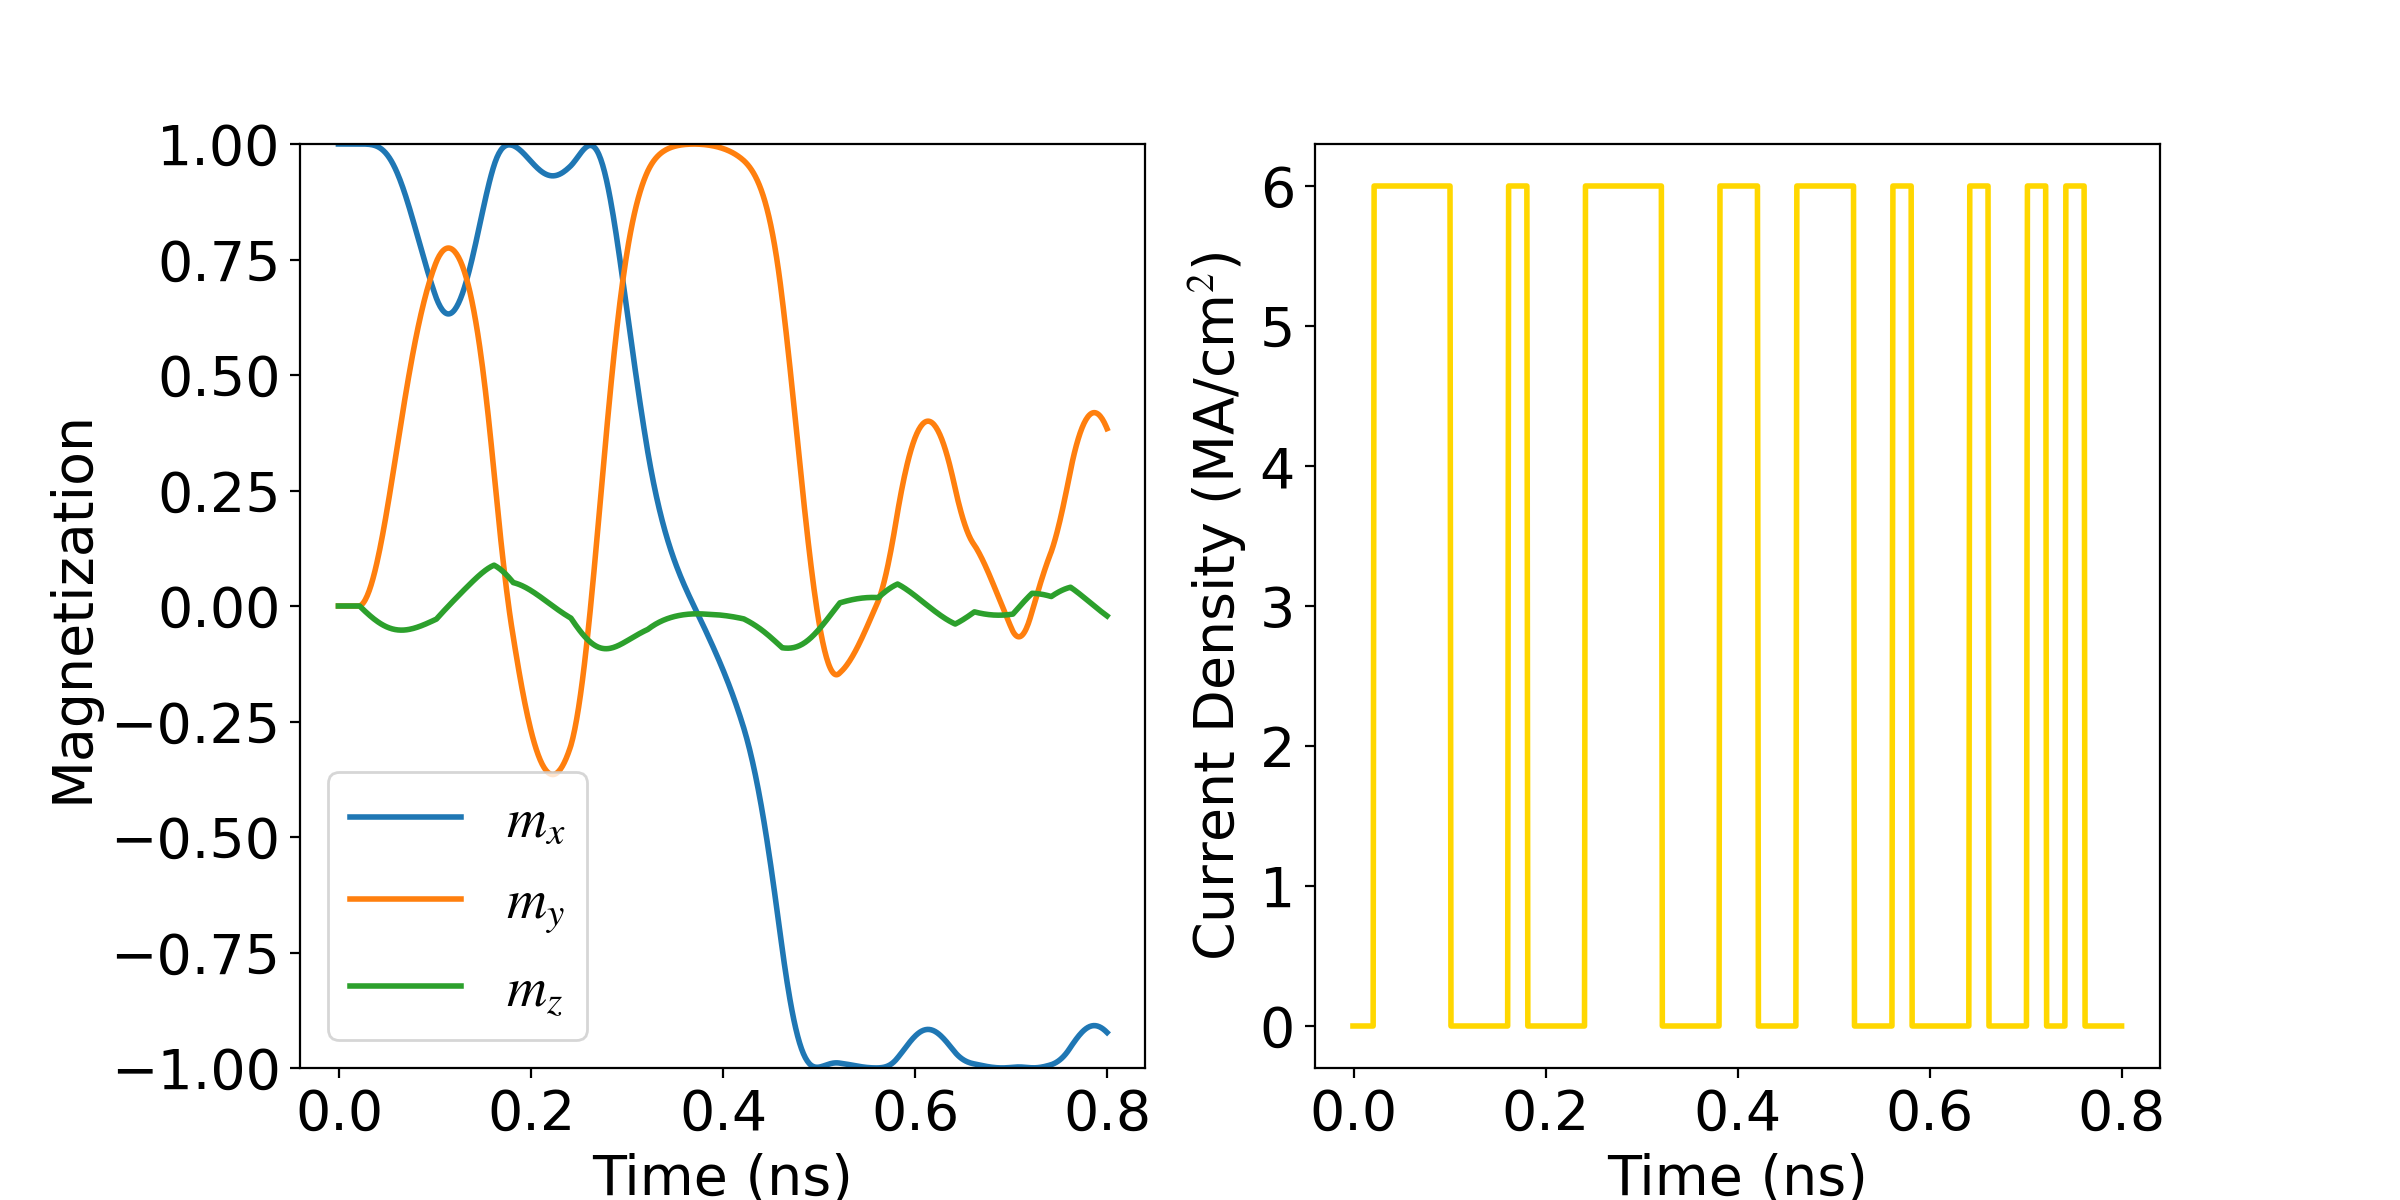 Magnetization
1.00
0.75
0.50
0.25
0.00
−0.25
−0.50
−0.75
−1.00
m_x
m_y
m_z
0.0 0.2 0.4 0.6 0.8
Time (ns)
Current Density (MA/cm²)
6
5
4
3
2
1
0
0.0 0.2 0.4 0.6 0.8
Time (ns)